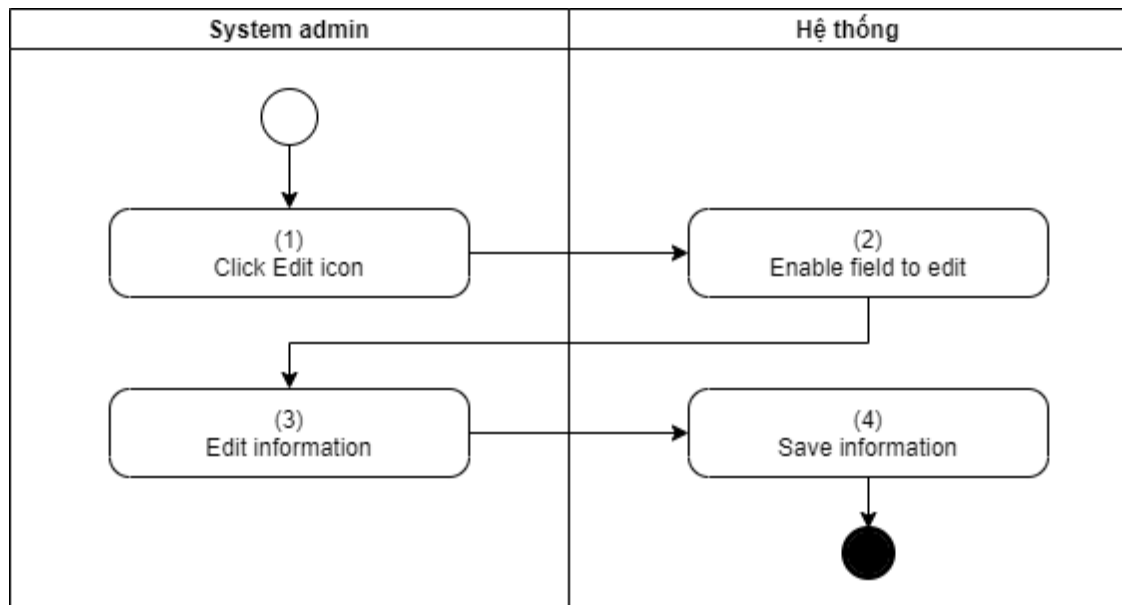 System admin
Hệ thống
(1)
Click Edit icon
(2)
Enable field to edit
(3)
Edit information
(4)
Save information